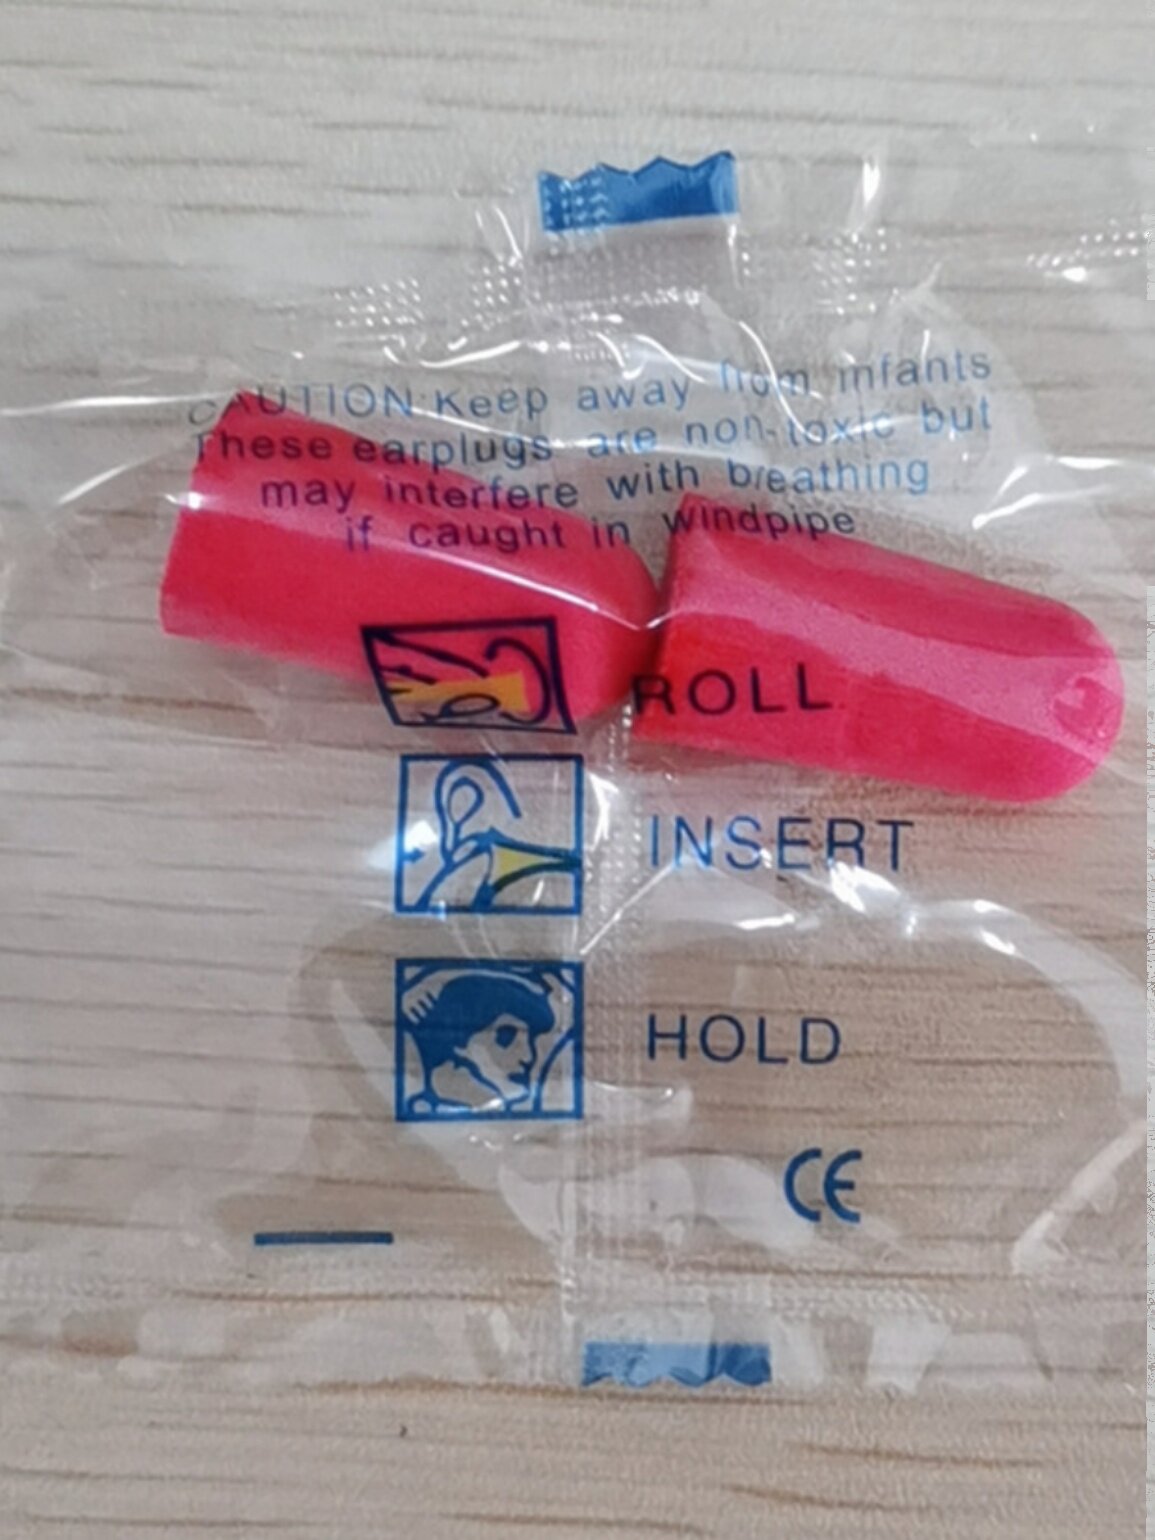 CAUTION:Keep away from infants
These earplugs are non-toxic but
may interfere with breathing
if caught in windpipe
ROLL
INSERT
HOLD
CE